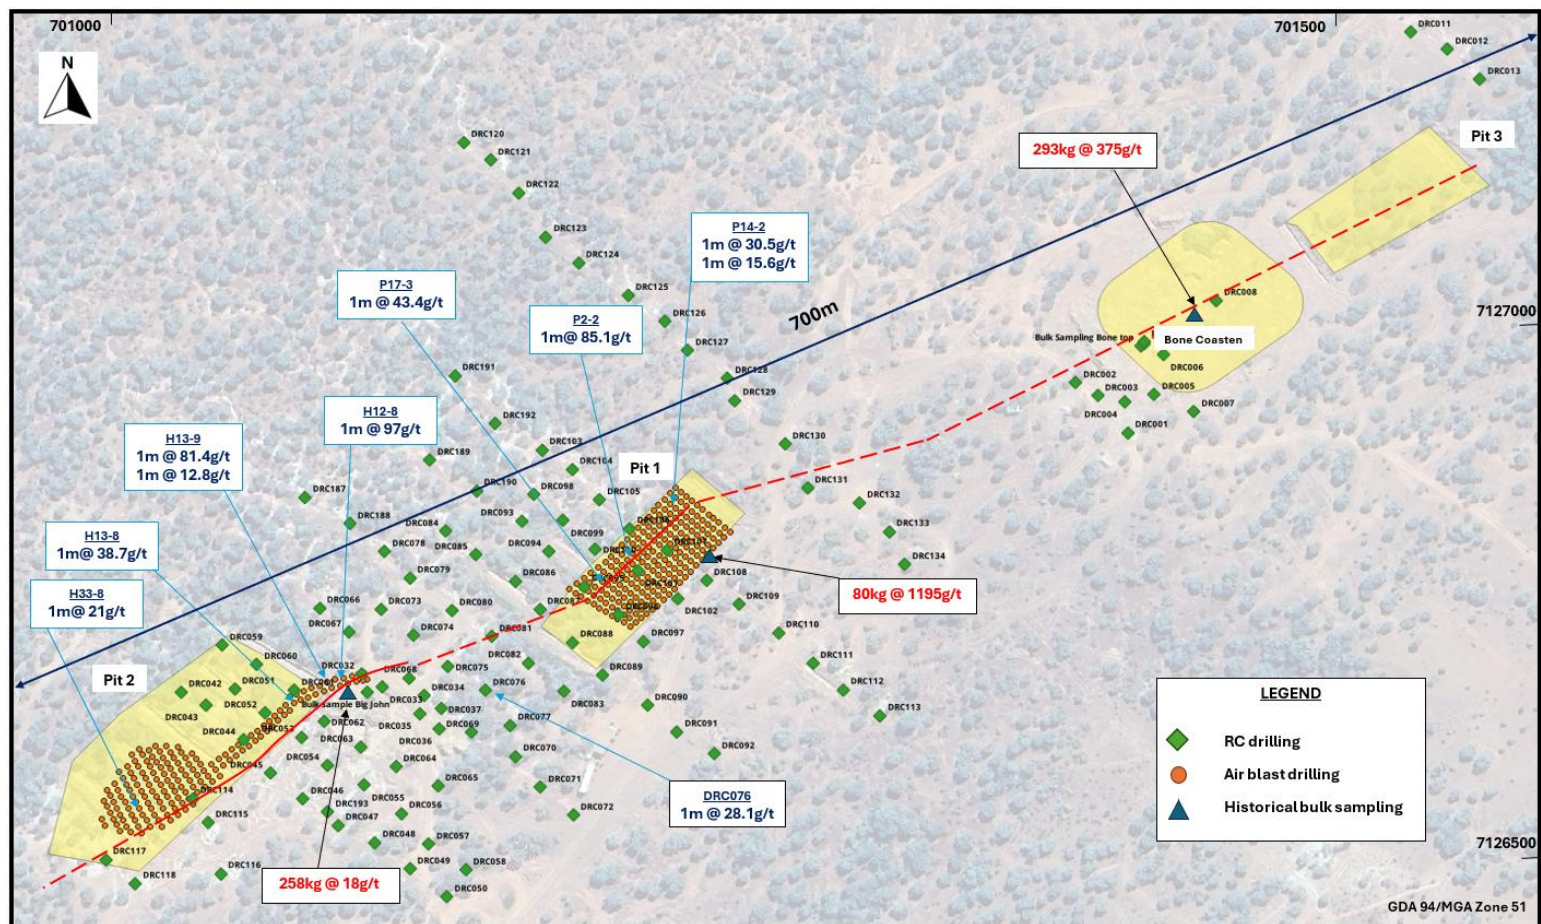 701000
701500
N
DRC011
DRC012
DRC013
Pit 3
293kg @ 375g/t
DRC120
DRC121
DRC122
DRC123
DRC124
DRC125
DRC126
DRC127
DRC128
DRC129
DRC130
700m
P14-2
1m @ 30.5g/t
1m @ 15.6g/t
P17-3
1m @ 43.4g/t
P2-2
1m@ 85.1g/t
DRC008
7127000
Bulk Sampling Bone top
Bone Coasten
DRC006
DRC002
DRC003
DRC005
DRC004
DRC007
DRC001
DRC191
DRC192
H12-8
1m @ 97g/t
H13-9
1m @ 81.4g/t
1m @ 12.8g/t
DRC189
DRC103
DRC104
Pit 1
DRC187
DRC190
DRC098
DRC105
DRC131
DRC132
DRC133
DRC134
DRC188
DRC084
DRC093
DRC099
H13-8
1m@ 38.7g/t
DRC078
DRC085
DRC094
DRC079
DRC086
DRC101
DRC108
H33-8
1m@ 21g/t
80kg @ 1195g/t
DRC066
DRC073
DRC080
DRC087
DRC096
DRC102
DRC109
DRC067
DRC074
DRC081
DRC088
DRC097
DRC110
DRC059
DRC060
DRC032
DRC068
DRC075
DRC082
DRC089
DRC111
Pit 2
DRC042
DRC051
DRC061
DRC034
DRC076
DRC083
DRC090
DRC112
Bulk sample Big John
DRC043
DRC052
DRC033
DRC037
DRC113
DRC044
DRC053
DRC062
DRC035
DRC069
DRC077
DRC091
DRC063
DRC036
DRC070
DRC092
DRC045
DRC054
DRC064
DRC114
DRC046
DRC055
DRC065
DRC071
DRC115
DRC193
DRC056
DRC072
DRC047
DRC076
1m @ 28.1g/t
DRC048
DRC057
DRC117
DRC116
DRC049
DRC058
DRC118
DRC050
258kg @ 18g/t
LEGEND
RC drilling
Air blast drilling
Historical bulk sampling
7126500
GDA 94/MGA Zone 51